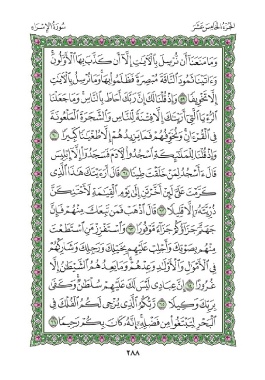 الجزء الخامس عشر سورة الإسراء
وَمَا مَنَعَنَآ أَن نُّرْسِلَ بِٱلْءَايَٰتِ إِلَّآ أَن كَذَّبَ بِهَا ٱلْأَوَّلُونَ
وَءَاتَيْنَا ثَمُودَ ٱلنَّاقَةَ مُبْصِرَةً فَظَلَمُوا۟ بِهَا وَمَا نُرْسِلُ بِٱلْءَايَٰتِ
إِلَّا تَخْوِيفًا ٥٩ وَإِذْ قُلْنَا لَكَ إِنَّ رَبَّكَ أَحَاطَ بِٱلنَّاسِ وَمَا جَعَلْنَا
ٱلرُّءْيَا ٱلَّتِىٓ أَرَيْنَٰكَ إِلَّا فِتْنَةً لِّلنَّاسِ وَٱلشَّجَرَةَ ٱلْمَلْعُونَةَ
فِى ٱلْقُرْءَانِ وَنُخَوِّفُهُمْ فَمَا يَزِيدُهُمْ إِلَّا طُغْيَٰنًا كَبِيرًا ٦٠
وَإِذْ قُلْنَا لِلْمَلَٰٓئِكَةِ ٱسْجُدُوا۟ لِءَادَمَ فَسَجَدُوٓا۟ إِلَّآ إِبْلِيسَ
قَالَ ءَأَسْجُدُ لِمَنْ خَلَقْتَ طِينًا ٦١ قَالَ أَرَءَيْتَكَ هَٰذَا ٱلَّذِى
كَرَّمْتَ عَلَىَّ لَئِنْ أَخَّرْتَنِ إِلَىٰ يَوْمِ ٱلْقِيَٰمَةِ لَأَحْتَنِكَنَّ
ذُرِّيَّتَهُۥٓ إِلَّا قَلِيلًا ٦٢ قَالَ ٱذْهَبْ فَمَن تَبِعَكَ مِنْهُمْ فَإِنَّ
جَهَنَّمَ جَزَآؤُكُمْ جَزَآءً مَّوْفُورًا ٦٣ وَٱسْتَفْزِزْ مَنِ ٱسْتَطَعْتَ
مِنْهُم بِصَوْتِكَ وَأَجْلِبْ عَلَيْهِم بِخَيْلِكَ وَرَجِلِكَ وَشَارِكْهُمْ
فِى ٱلْأَمْوَٰلِ وَٱلْأَوْلَٰدِ وَعِدْهُمْ وَمَا يَعِدُهُمُ ٱلشَّيْطَٰنُ إِلَّا
غُرُورًا ٦٤ إِنَّ عِبَادِى لَيْسَ لَكَ عَلَيْهِمْ سُلْطَٰنٌ وَكَفَىٰ
بِرَبِّكَ وَكِيلًا ٦٥ رَّبُّكُمُ ٱلَّذِى يُزْجِى لَكُمُ ٱلْفُلْكَ فِى
ٱلْبَحْرِ لِتَبْتَغُوا۟ مِن فَضْلِهِۦٓ إِنَّهُۥ كَانَ بِكُمْ رَحِيمًا ٦٦
٢٨٨